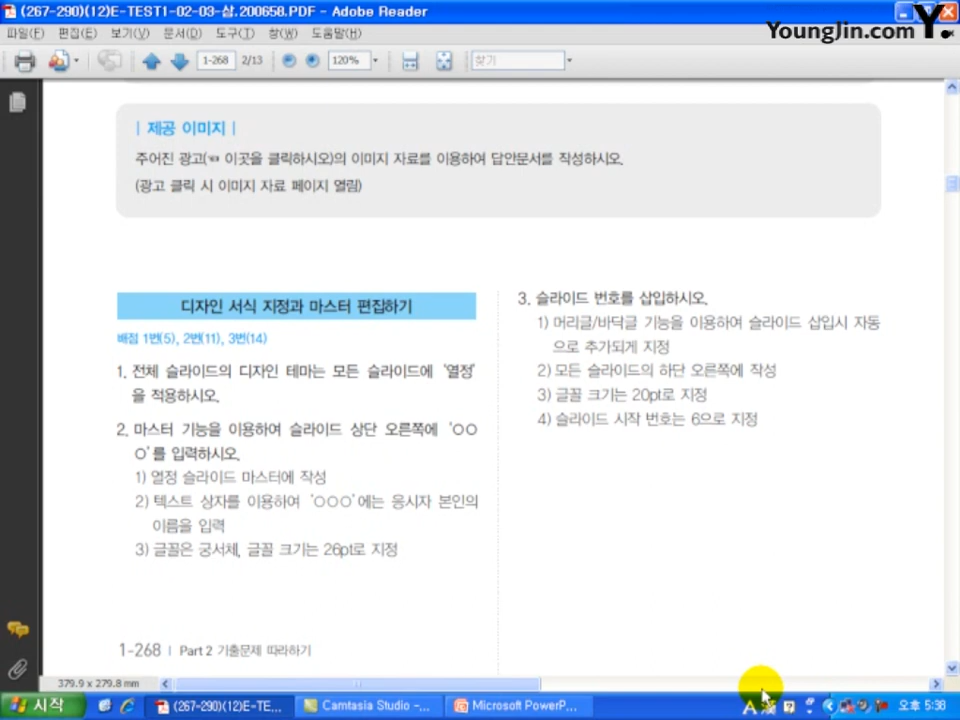 (267-290)(12)E-TEST1-02-03-삼.200658.PDF - Adobe Reader
파일(F) 편집(E) 보기(V) 문서(D) 도구(T) 창(W) 도움말(H)
YoungJin.com Y.
1-268 2/13 120% 찾기
| 제공 이미지 |
주어진 광고(☜ 이곳을 클릭하시오)의 이미지 자료를 이용하여 답안문서를 작성하시오.
(광고 클릭 시 이미지 자료 페이지 열림)
디자인 서식 지정과 마스터 편집하기
배점 1번(5), 2번(11), 3번(14)
1. 전체 슬라이드의 디자인 테마는 모든 슬라이드에 '열정'
을 적용하시오.
2. 마스터 기능을 이용하여 슬라이드 상단 오른쪽에 '○○
○'를 입력하시오.
1) 열정 슬라이드 마스터에 작성
2) 텍스트 상자를 이용하여 '○○○'에는 응시자 본인의
이름을 입력
3) 글꼴은 궁서체, 글꼴 크기는 26pt로 지정
3. 슬라이드 번호를 삽입하시오.
1) 머리글/바닥글 기능을 이용하여 슬라이드 삽입시 자동
으로 추가되게 지정
2) 모든 슬라이드의 하단 오른쪽에 작성
3) 글꼴 크기는 20pt로 지정
4) 슬라이드 시작 번호는 6으로 지정
1-268 | Part 2 기출문제 따라하기
379.9 x 279.8 mm
시작 (267-290)(12)E-TE... Camtasia Studio -... Microsoft PowerP... A 漢 오후 5:38